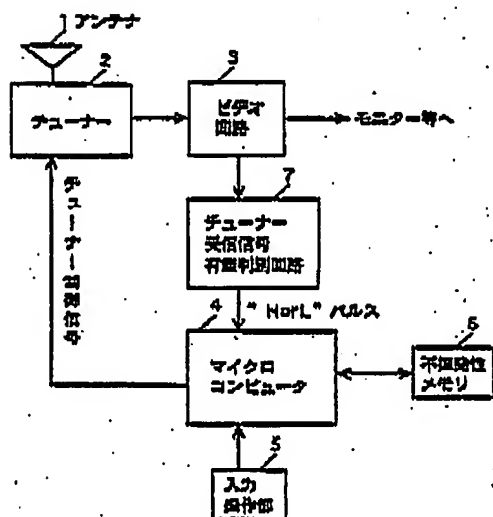 1 アンテナ
2
チューナー
3
ビデオ
回路
モニター等へ
7
チューナー
受信信号
有無判別回路
チューナー制御信号
4
"HorL"パルス
マイクロ
コンピュータ
6
不揮発性
メモリ
5
入力
操作部